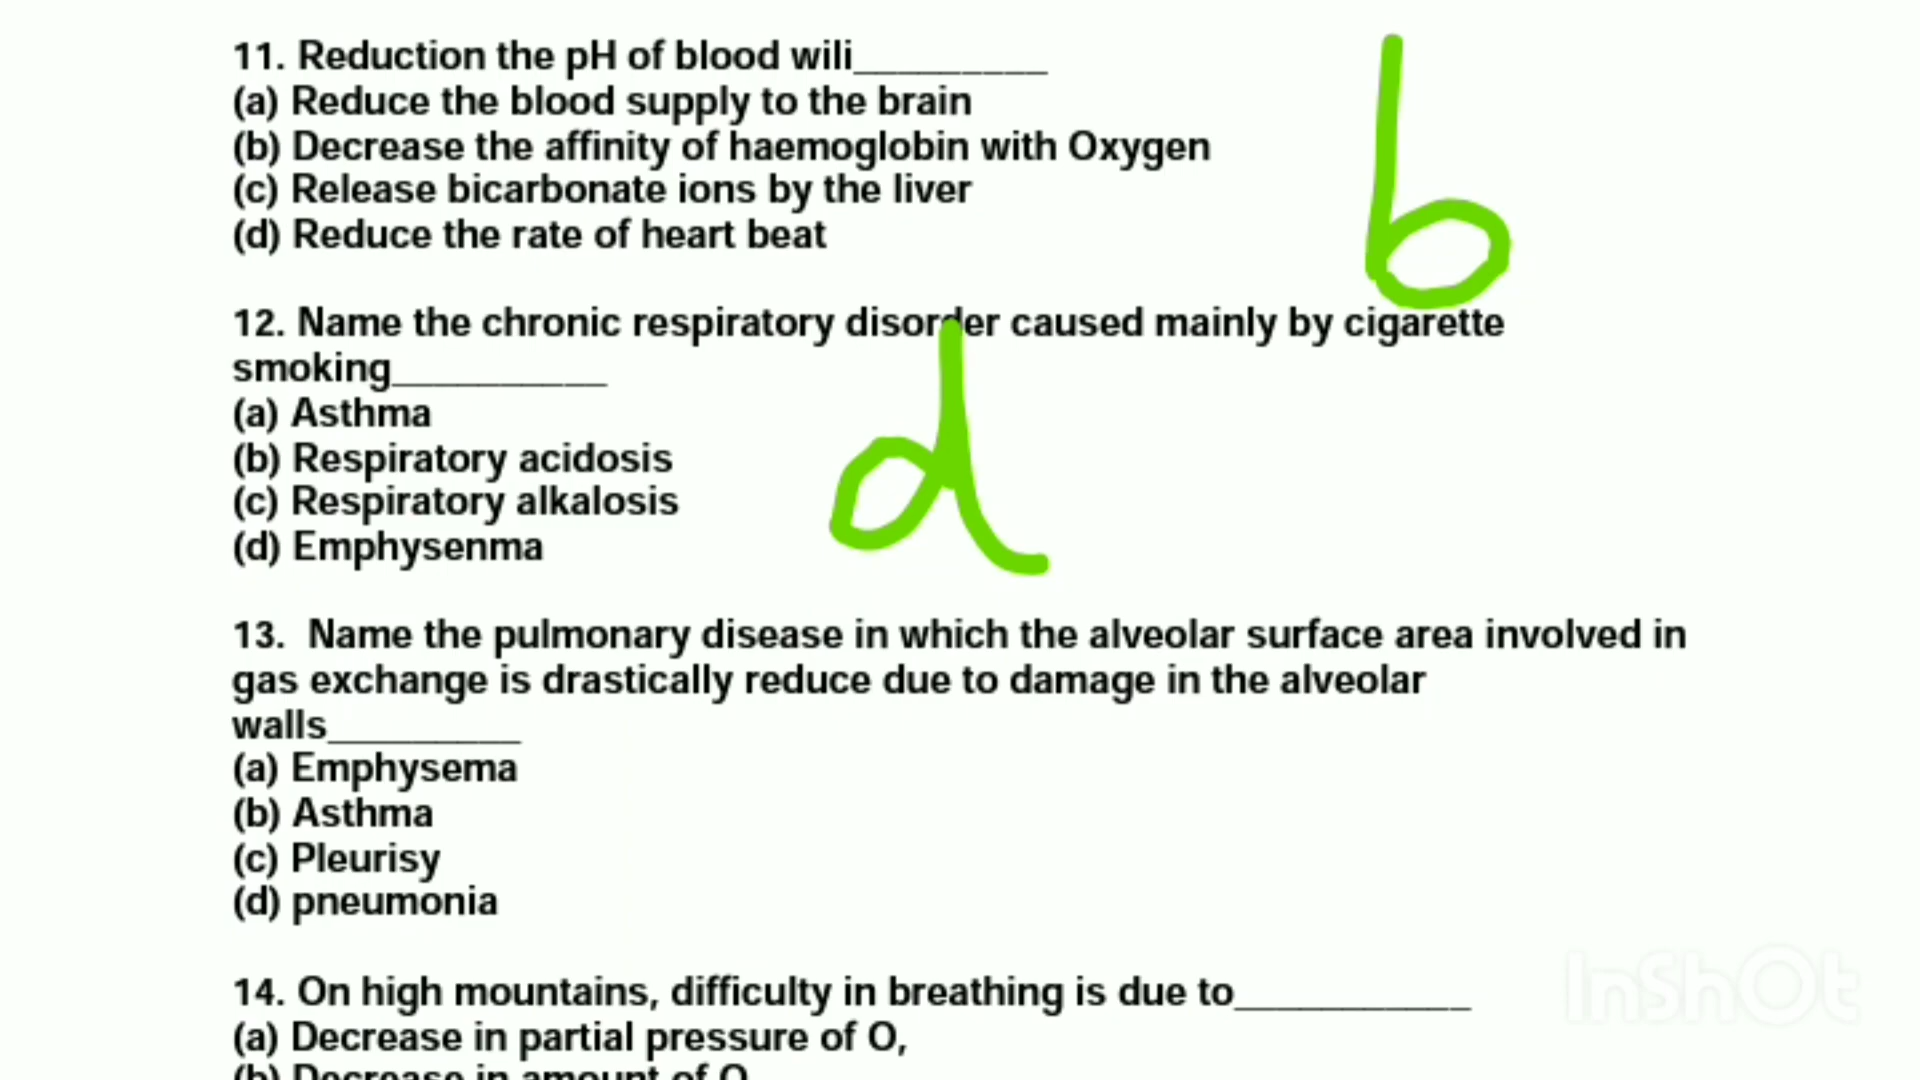 11. Reduction the pH of blood wili_________
(a) Reduce the blood supply to the brain
(b) Decrease the affinity of haemoglobin with Oxygen
(c) Release bicarbonate ions by the liver
(d) Reduce the rate of heart beat
b
12. Name the chronic respiratory disorder caused mainly by cigarette
smoking__________
(a) Asthma
(b) Respiratory acidosis
(c) Respiratory alkalosis
(d) Emphysenma
d
13. Name the pulmonary disease in which the alveolar surface area involved in
gas exchange is drastically reduce due to damage in the alveolar
walls_________
(a) Emphysema
(b) Asthma
(c) Pleurisy
(d) pneumonia
14. On high mountains, difficulty in breathing is due to___________
(a) Decrease in partial pressure of O,
(b) Decrease in amount of O
InShOt